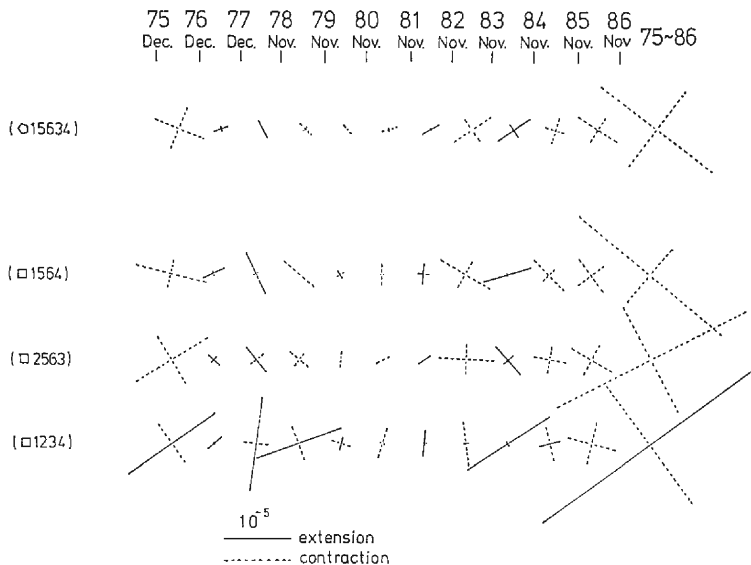 75 76 77 78 79 80 81 82 83 84 85 86 75~86
Dec. Dec. Dec. Nov. Nov. Nov. Nov. Nov. Nov. Nov. Nov. Nov
(⬠15634)
(□1564)
(□2563)
(□1234)
10⁻⁵
extension
contraction